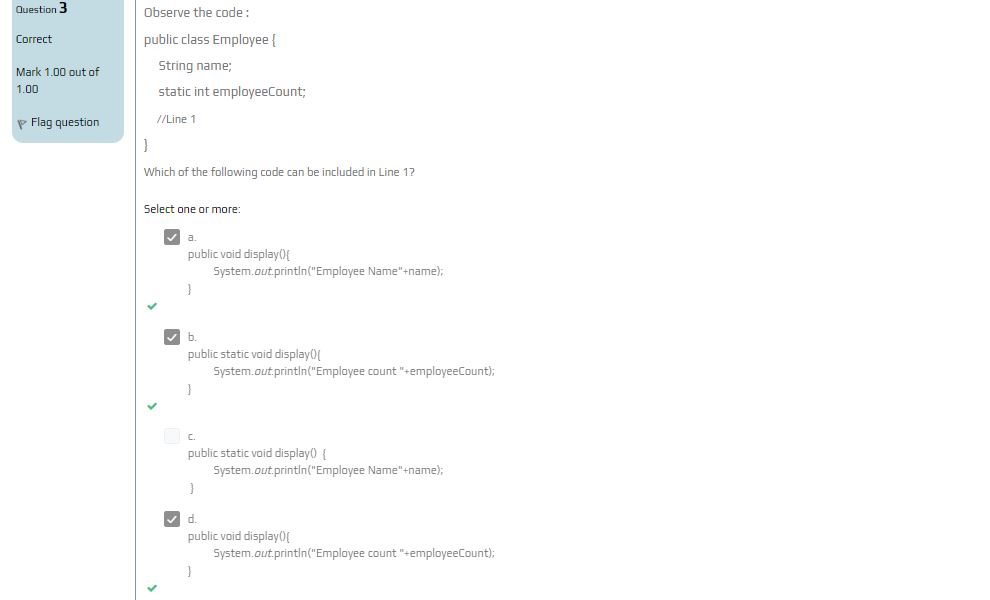 Question 3
Correct
Mark 1.00 out of
1.00
Flag question
Observe the code :
public class Employee {
String name;
static int employeeCount;
//Line 1
}
Which of the following code can be included in Line 1?
Select one or more:
a.
public void display(){
System.out.println("Employee Name"+name);
}
b.
public static void display(){
System.out.println("Employee count "+employeeCount);
}
c.
public static void display() {
System.out.println("Employee Name"+name);
}
d.
public void display(){
System.out.println("Employee count "+employeeCount);
}